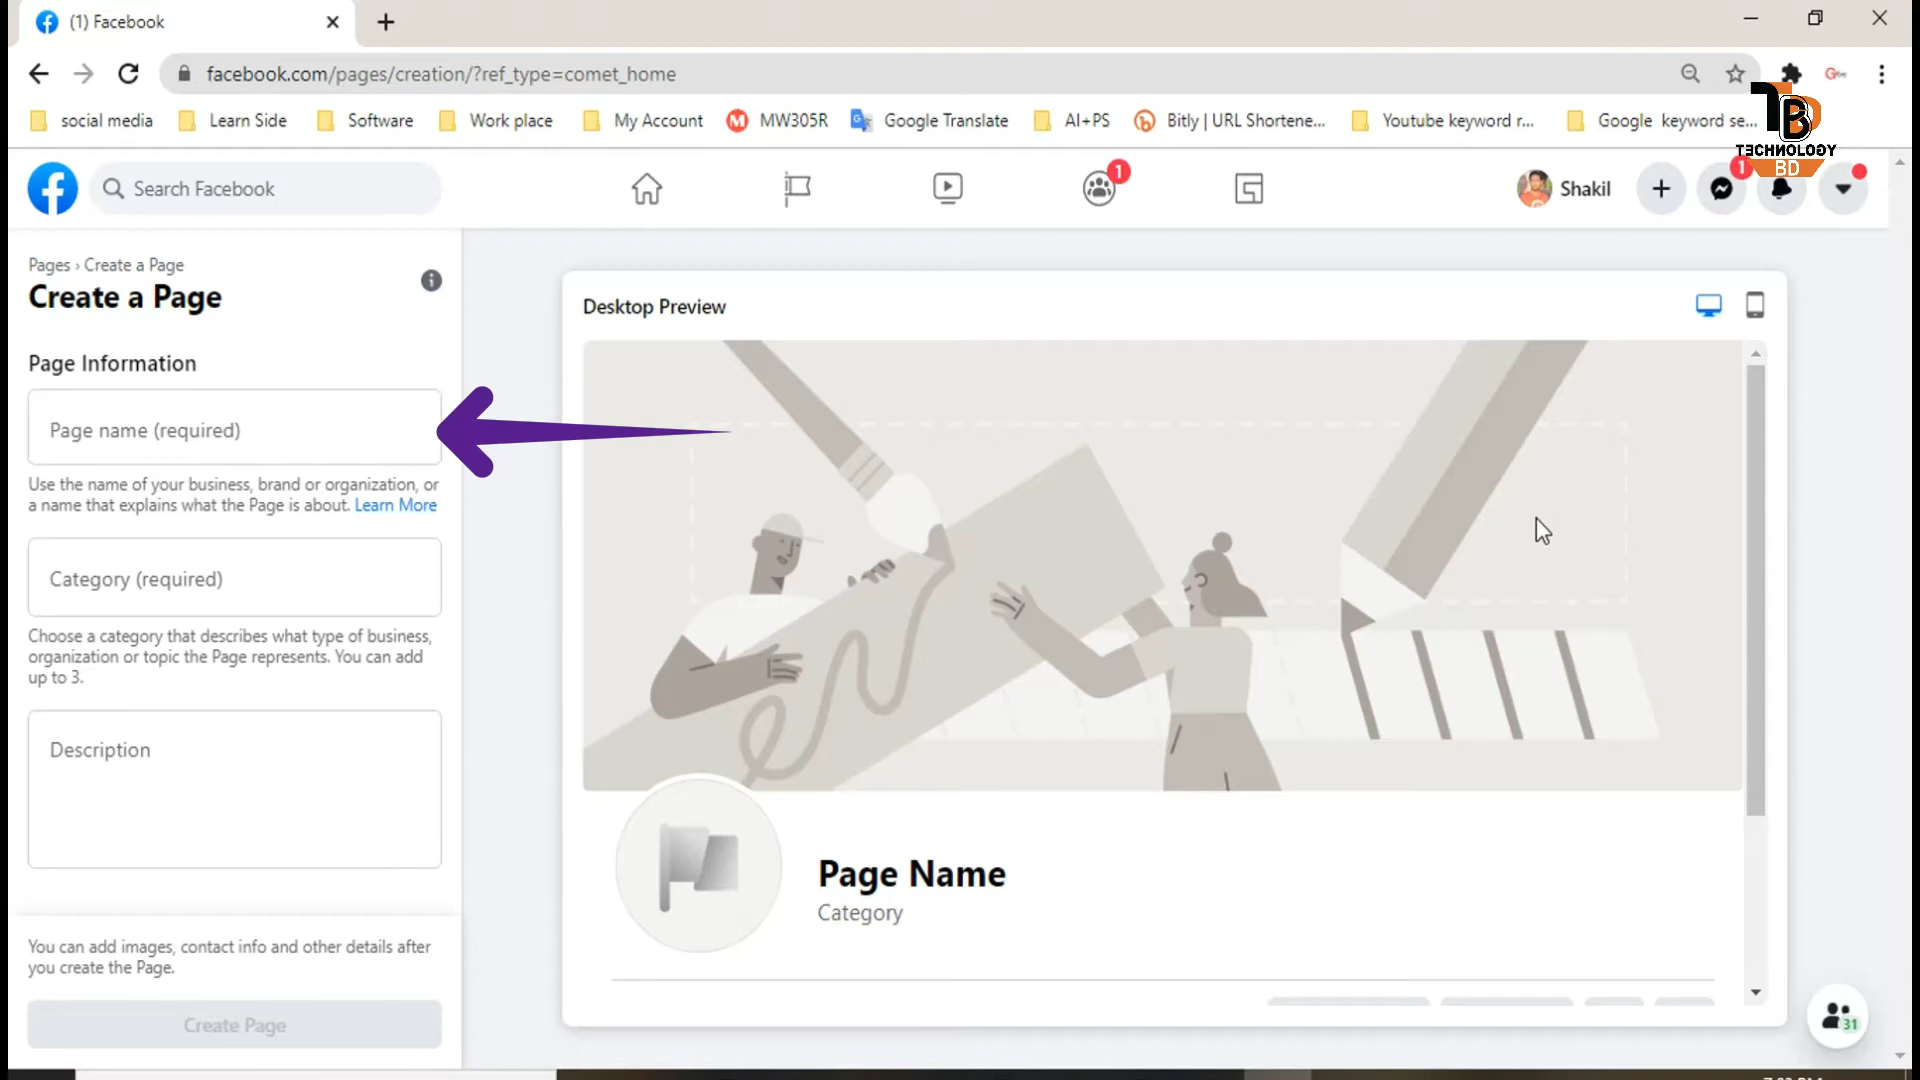 (1) Facebook
facebook.com/pages/creation/?ref_type=comet_home
social media
Learn Side
Software
Work place
My Account
MW305R
Google Translate
AI+PS
Bitly | URL Shortene...
Youtube keyword r...
Google keyword se...
TB
TECHNOLOGY
BD
Search Facebook
1
Shakil
1
Pages › Create a Page
Create a Page
Page Information
Page name (required)
Use the name of your business, brand or organization, or
a name that explains what the Page is about. Learn More
Category (required)
Choose a category that describes what type of business,
organization or topic the Page represents. You can add
up to 3.
Description
You can add images, contact info and other details after
you create the Page.
Create Page
Desktop Preview
Page Name
Category
31